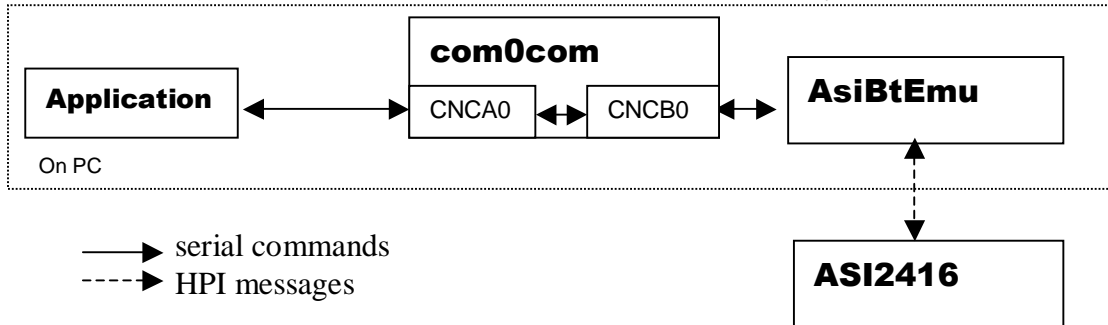 com0com
Application
CNCA0
CNCB0
AsiBtEmu
On PC
serial commands
HPI messages
ASI2416